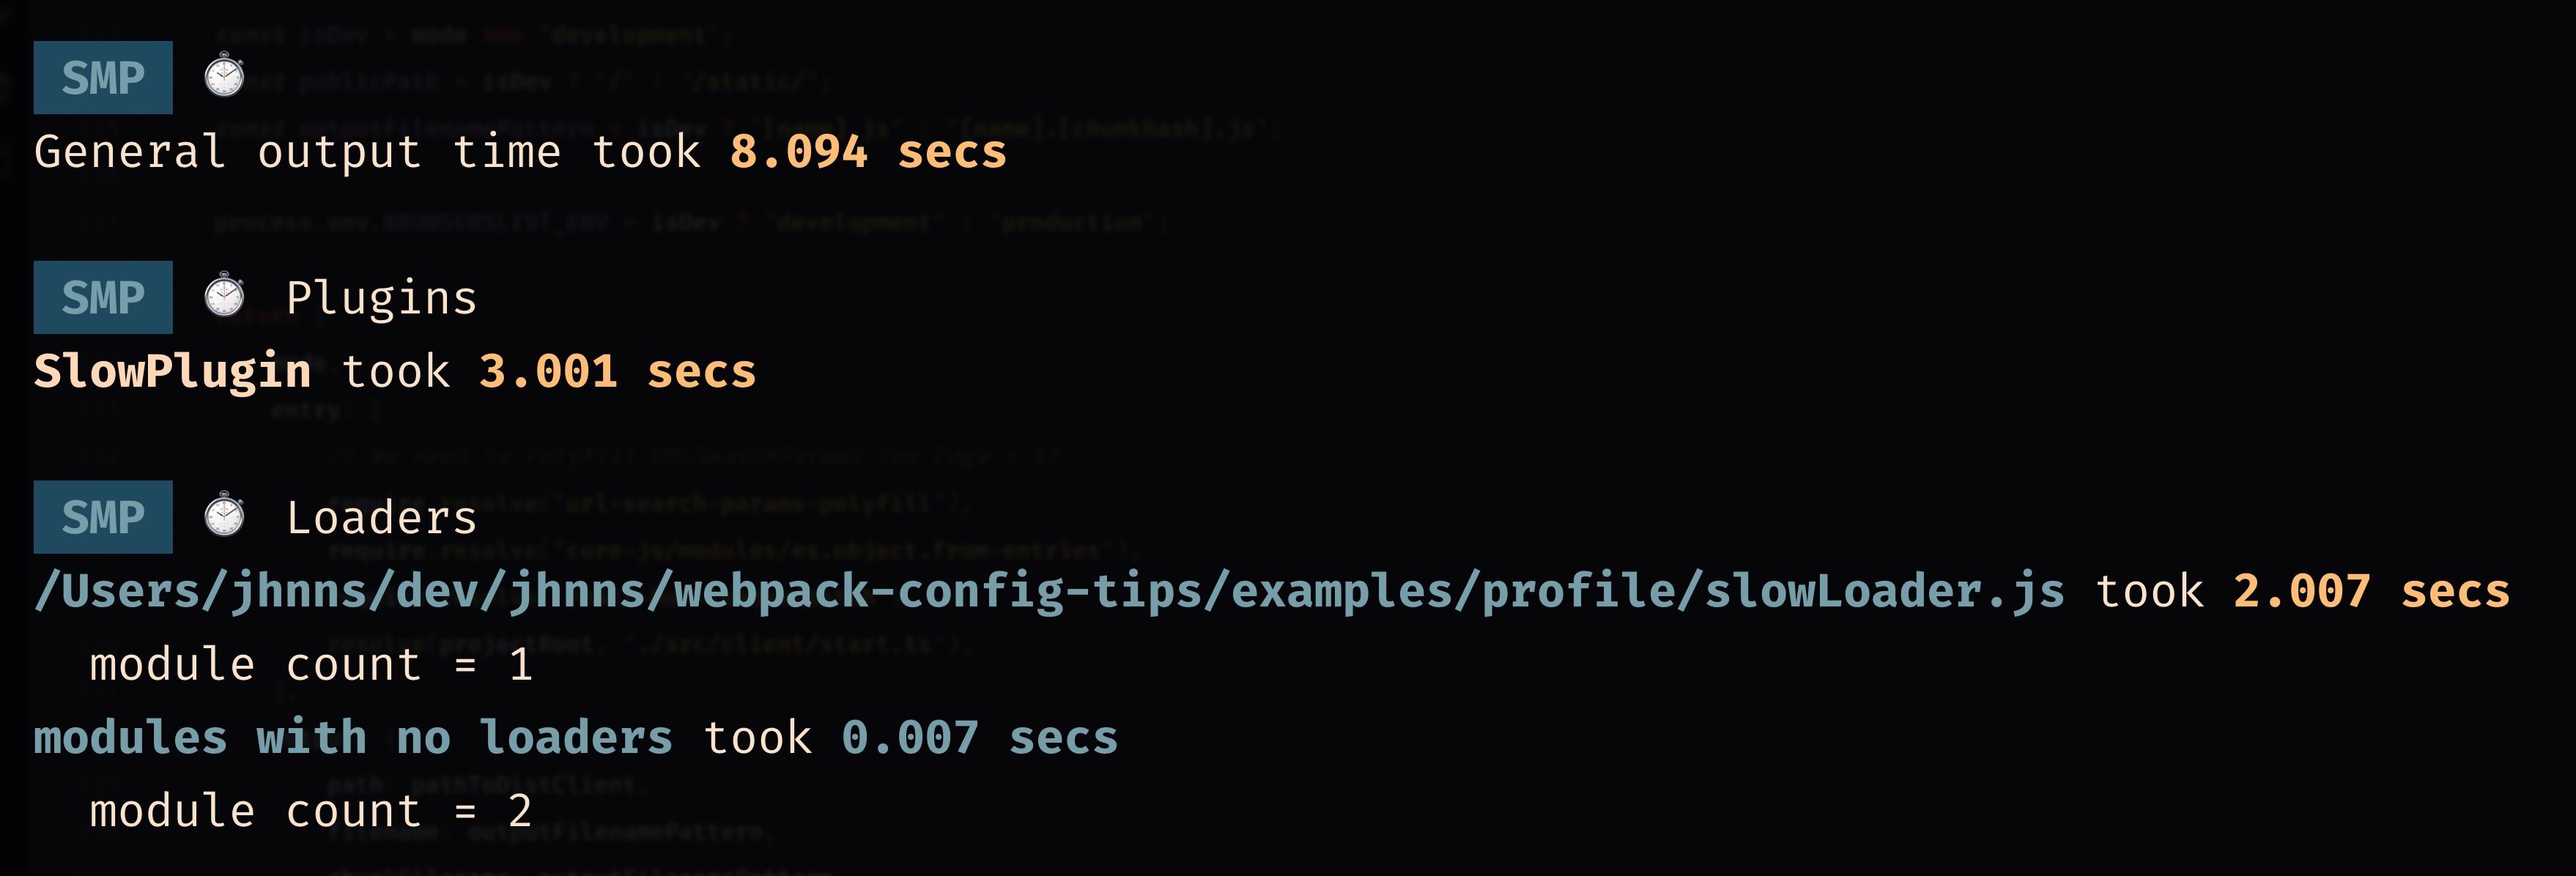 SMP ⏱
General output time took 8.094 secs
SMP ⏱ Plugins
SlowPlugin took 3.001 secs
SMP ⏱ Loaders
/Users/jhnns/dev/jhnns/webpack-config-tips/examples/profile/slowLoader.js took 2.007 secs
module count = 1
modules with no loaders took 0.007 secs
module count = 2